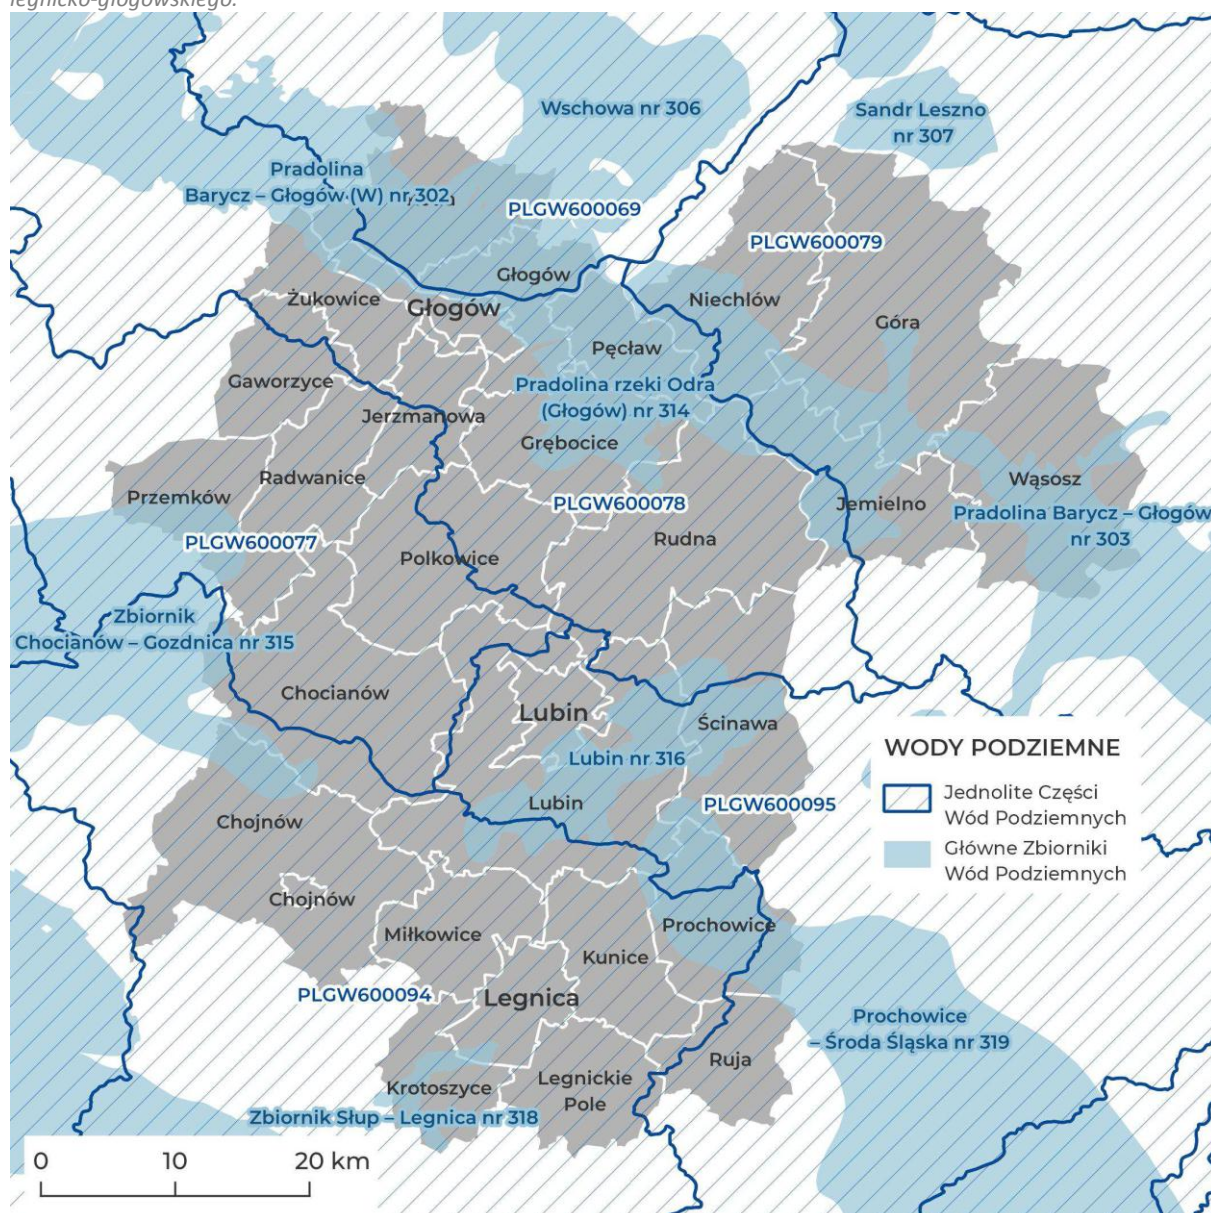 legnicko-głogowskiego.
Wschowa nr 306
Sandr Leszno
nr 307
Pradolina
Barycz – Głogów (W) nr 302
PLGW600069
PLGW600079
Głogów
Żukowice
Głogów
Niechlów
Góra
Pęcław
Gaworzyce
Pradolina rzeki Odra
(Głogów) nr 314
Jerzmanowa
Grębocice
Radwanice
Przemków
Wąsosz
PLGW600078
Jemielno
Pradolina Barycz – Głogów
nr 303
PLGW600077
Polkowice
Rudna
Zbiornik
Chocianów – Gozdnica nr 315
Chocianów
Lubin
Ścinawa
Lubin nr 316
WODY PODZIEMNE
Jednolite Części
Wód Podziemnych
Główne Zbiorniki
Wód Podziemnych
Lubin
PLGW600095
Chojnów
Chojnów
Miłkowice
Prochowice
Kunice
PLGW600094
Legnica
Prochowice
– Środa Śląska nr 319
Ruja
Krotoszyce
Legnickie
Pole
Zbiornik Słup – Legnica nr 318
0 10 20 km